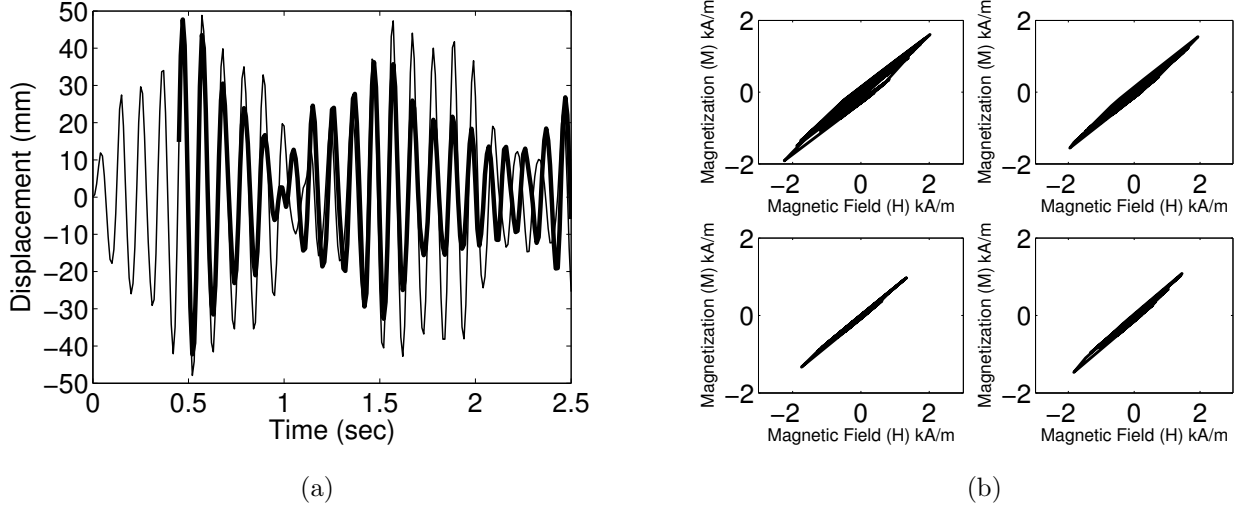 50
40
30
20
10
0
−10
−20
−30
−40
−50
Displacement (mm)
0 0.5 1 1.5 2 2.5
Time (sec)
(a)
Magnetization (M) kA/m
2
0
−2
−2 0 2
Magnetic Field (H) kA/m
Magnetization (M) kA/m
2
0
−2
−2 0 2
Magnetic Field (H) kA/m
Magnetization (M) kA/m
2
0
−2
−2 0 2
Magnetic Field (H) kA/m
Magnetization (M) kA/m
2
0
−2
−2 0 2
Magnetic Field (H) kA/m
(b)